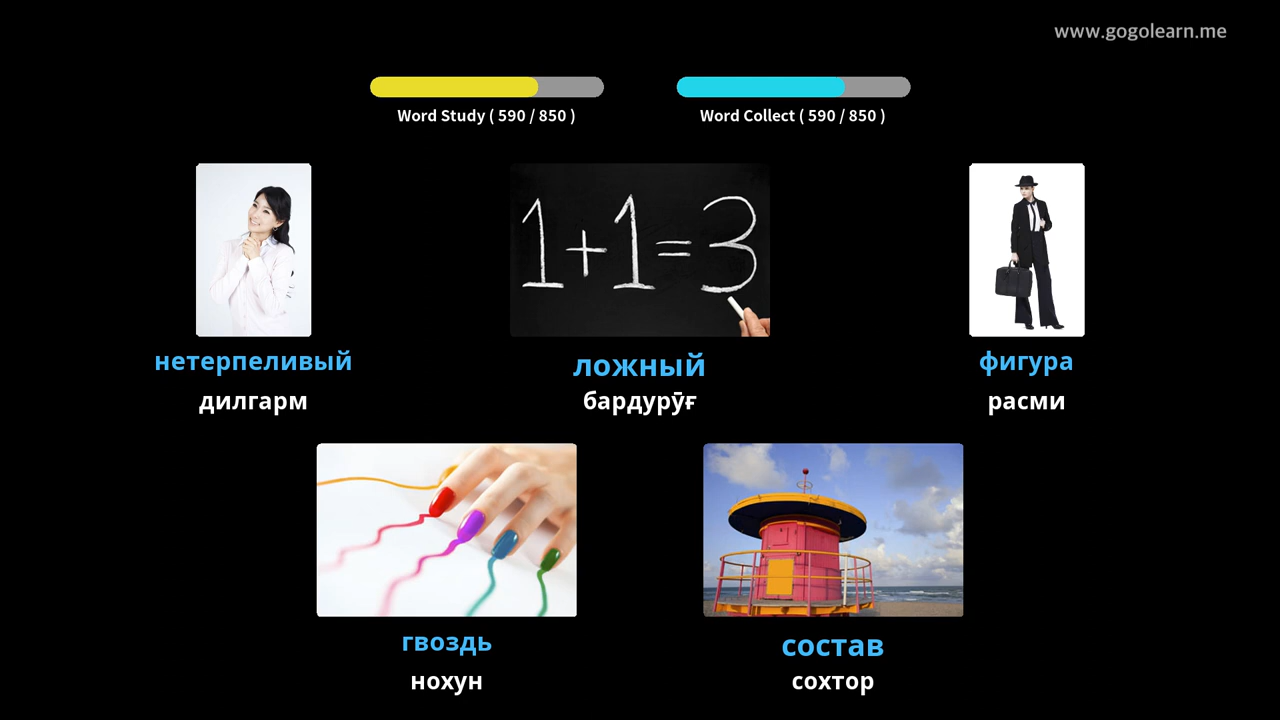 www.gogolearn.me
Word Study ( 590 / 850 )
Word Collect ( 590 / 850 )
1+1=3
нетерпеливый
дилгарм
ложный
бардурӯғ
фигура
расми
гвоздь
нохун
состав
сохтор